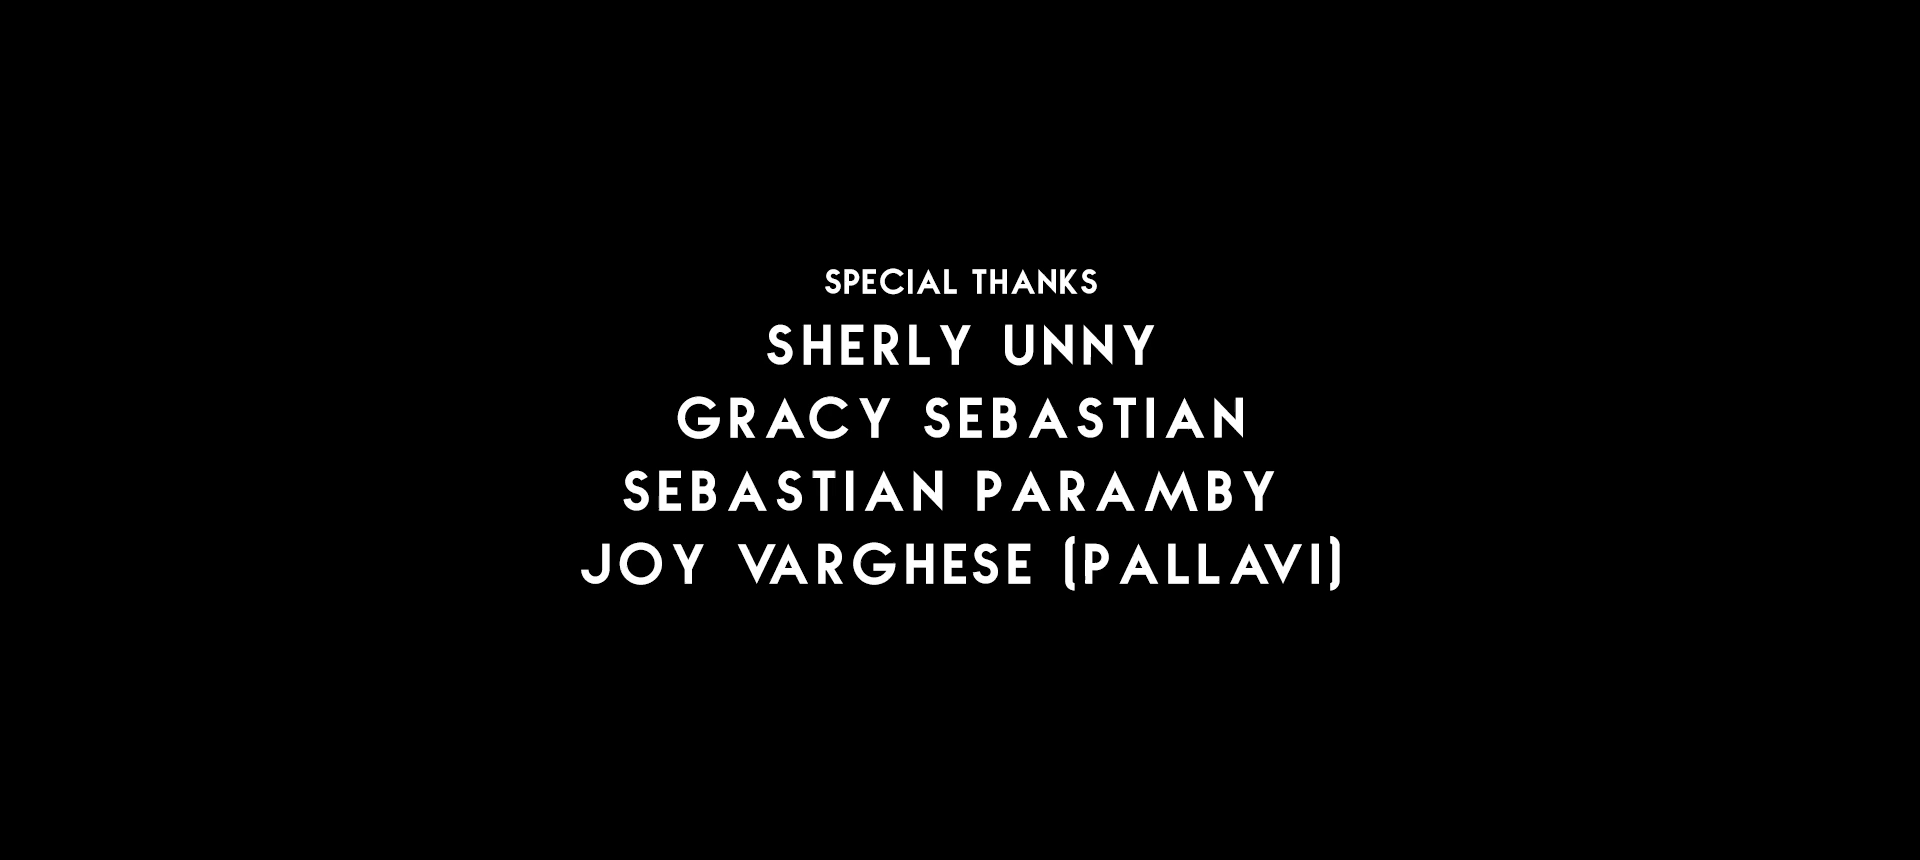 SPECIAL THANKS
SHERLY UNNY
GRACY SEBASTIAN
SEBASTIAN PARAMBY
JOY VARGHESE (PALLAVI)